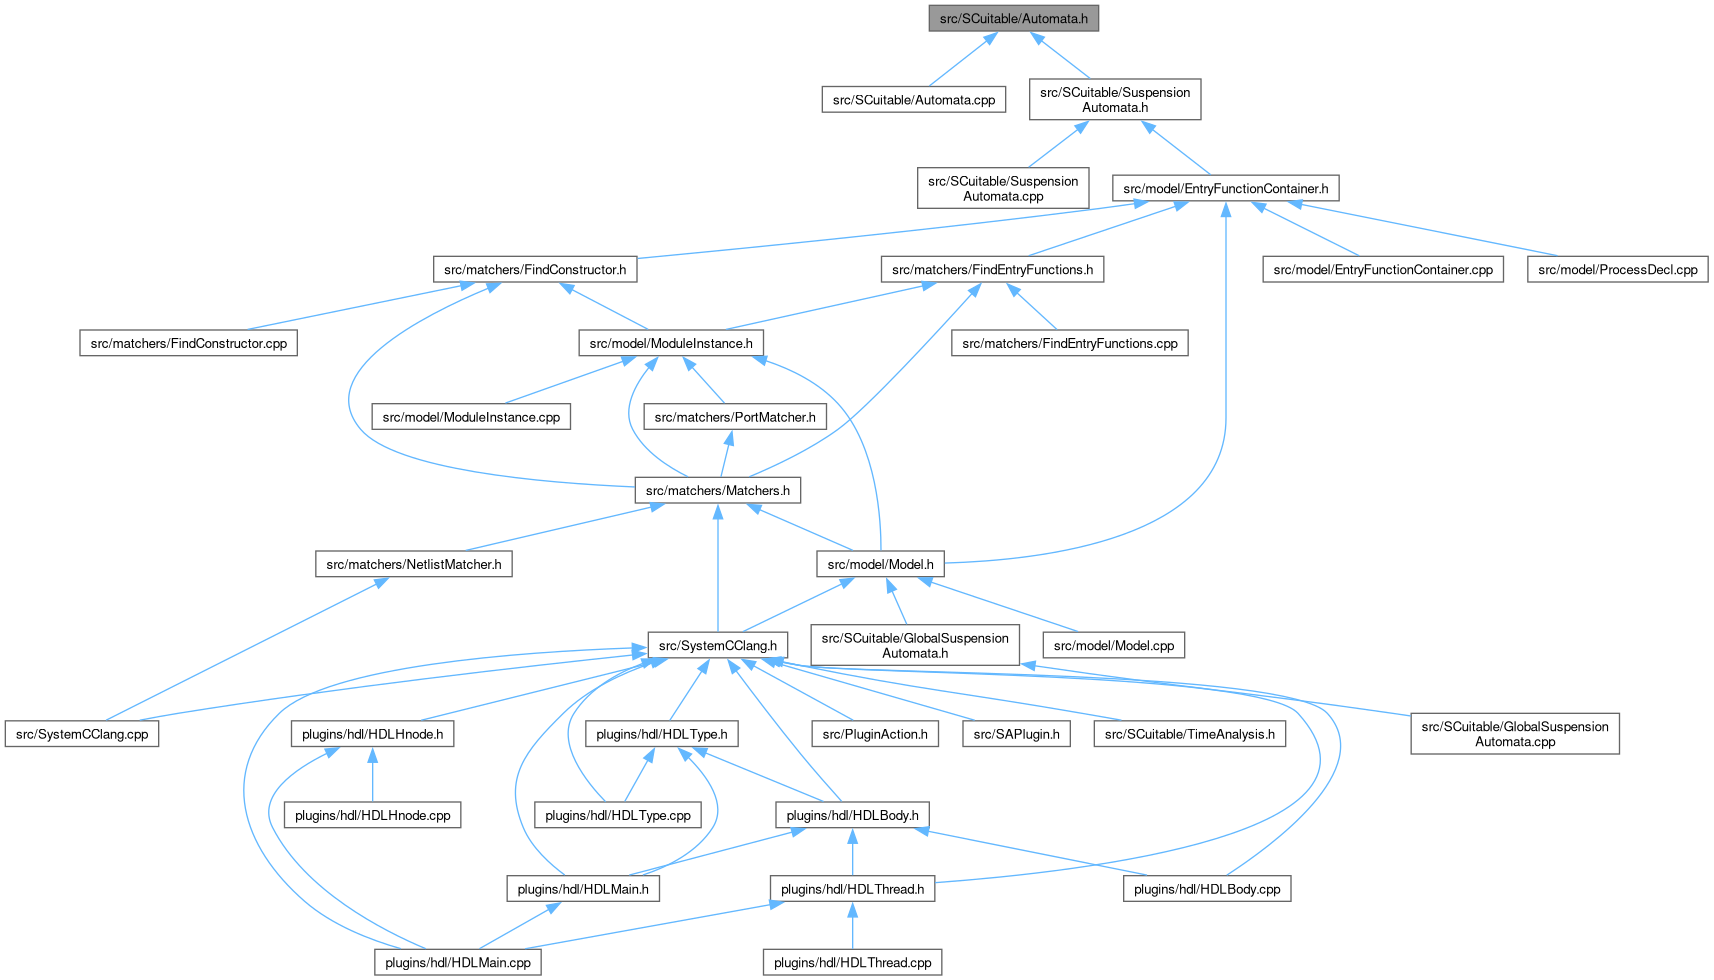 src/SCuitable/Automata.h
src/SCuitable/Automata.cpp
src/SCuitable/Suspension
Automata.h
src/SCuitable/Suspension
Automata.cpp
src/model/EntryFunctionContainer.h
src/matchers/FindConstructor.h
src/matchers/FindEntryFunctions.h
src/model/EntryFunctionContainer.cpp
src/model/ProcessDecl.cpp
src/matchers/FindConstructor.cpp
src/model/ModuleInstance.h
src/matchers/FindEntryFunctions.cpp
src/model/ModuleInstance.cpp
src/matchers/PortMatcher.h
src/matchers/Matchers.h
src/matchers/NetlistMatcher.h
src/model/Model.h
src/SystemCClang.h
src/SCuitable/GlobalSuspension
Automata.h
src/model/Model.cpp
src/SystemCClang.cpp
plugins/hdl/HDLHnode.h
plugins/hdl/HDLType.h
src/PluginAction.h
src/SAPlugin.h
src/SCuitable/TimeAnalysis.h
src/SCuitable/GlobalSuspension
Automata.cpp
plugins/hdl/HDLHnode.cpp
plugins/hdl/HDLType.cpp
plugins/hdl/HDLBody.h
plugins/hdl/HDLMain.h
plugins/hdl/HDLThread.h
plugins/hdl/HDLBody.cpp
plugins/hdl/HDLMain.cpp
plugins/hdl/HDLThread.cpp